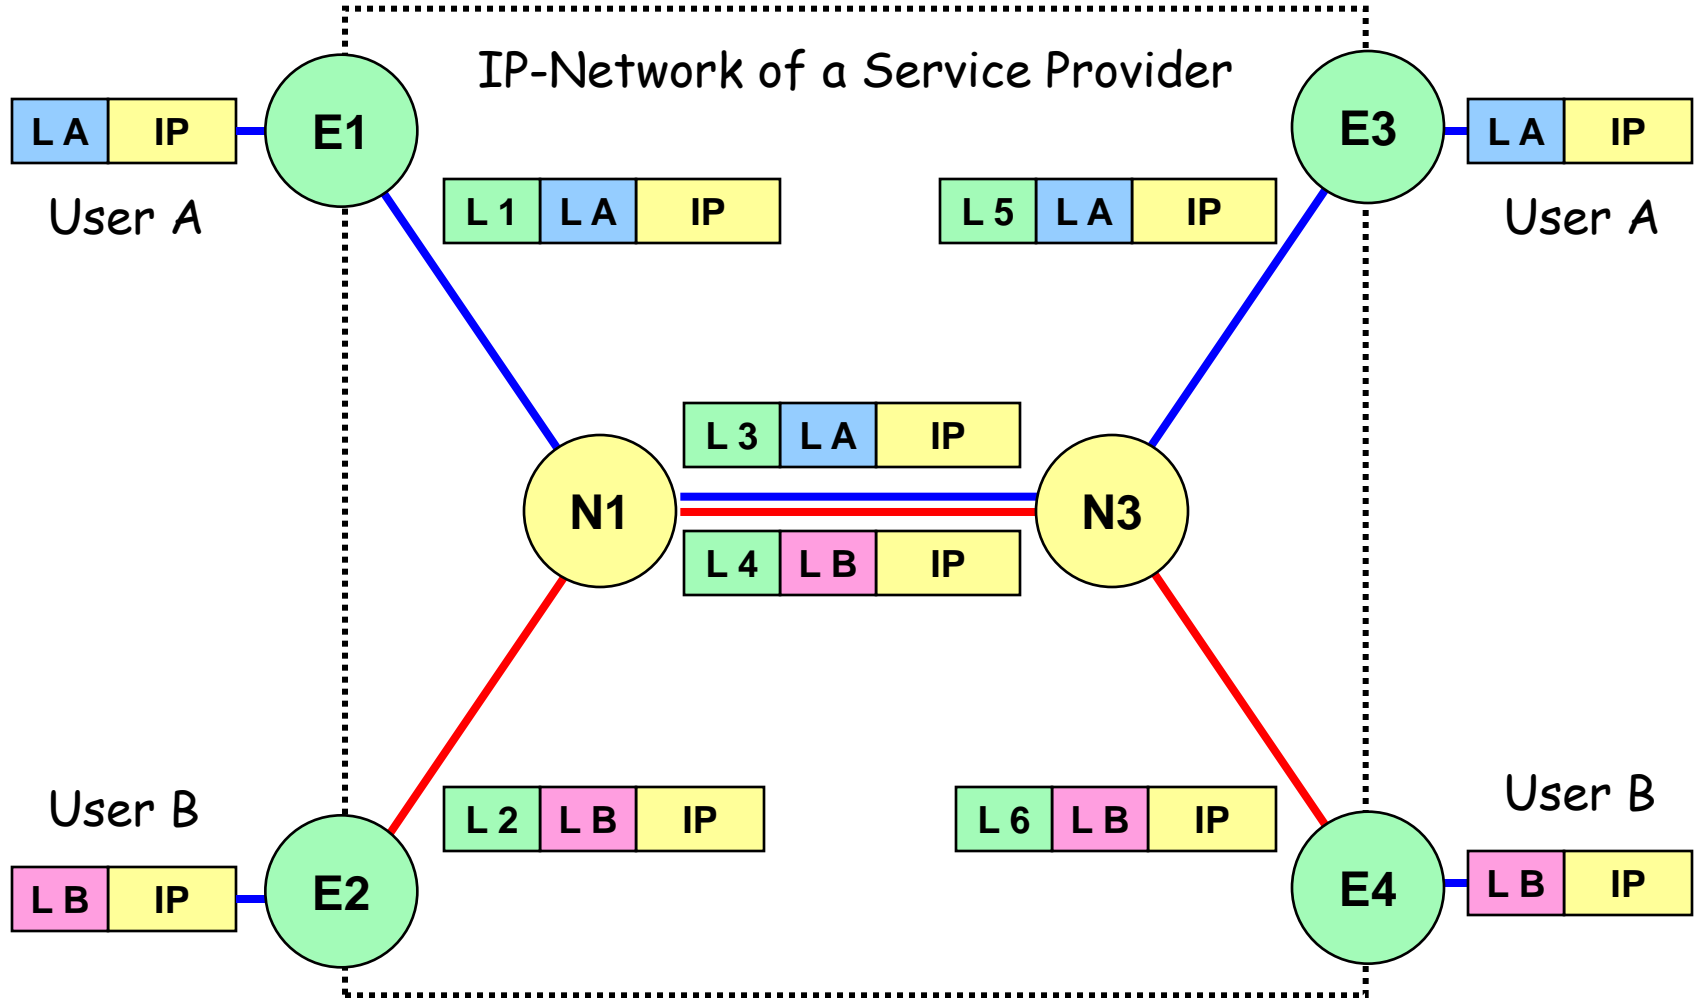 IP-Network of a Service Provider
L A IP
E1
E3
L A IP
User A
L 1 L A IP
L 5 L A IP
User A
L 3 L A IP
N1
N3
L 4 L B IP
User B
L 2 L B IP
L 6 L B IP
User B
L B IP
E2
E4
L B IP